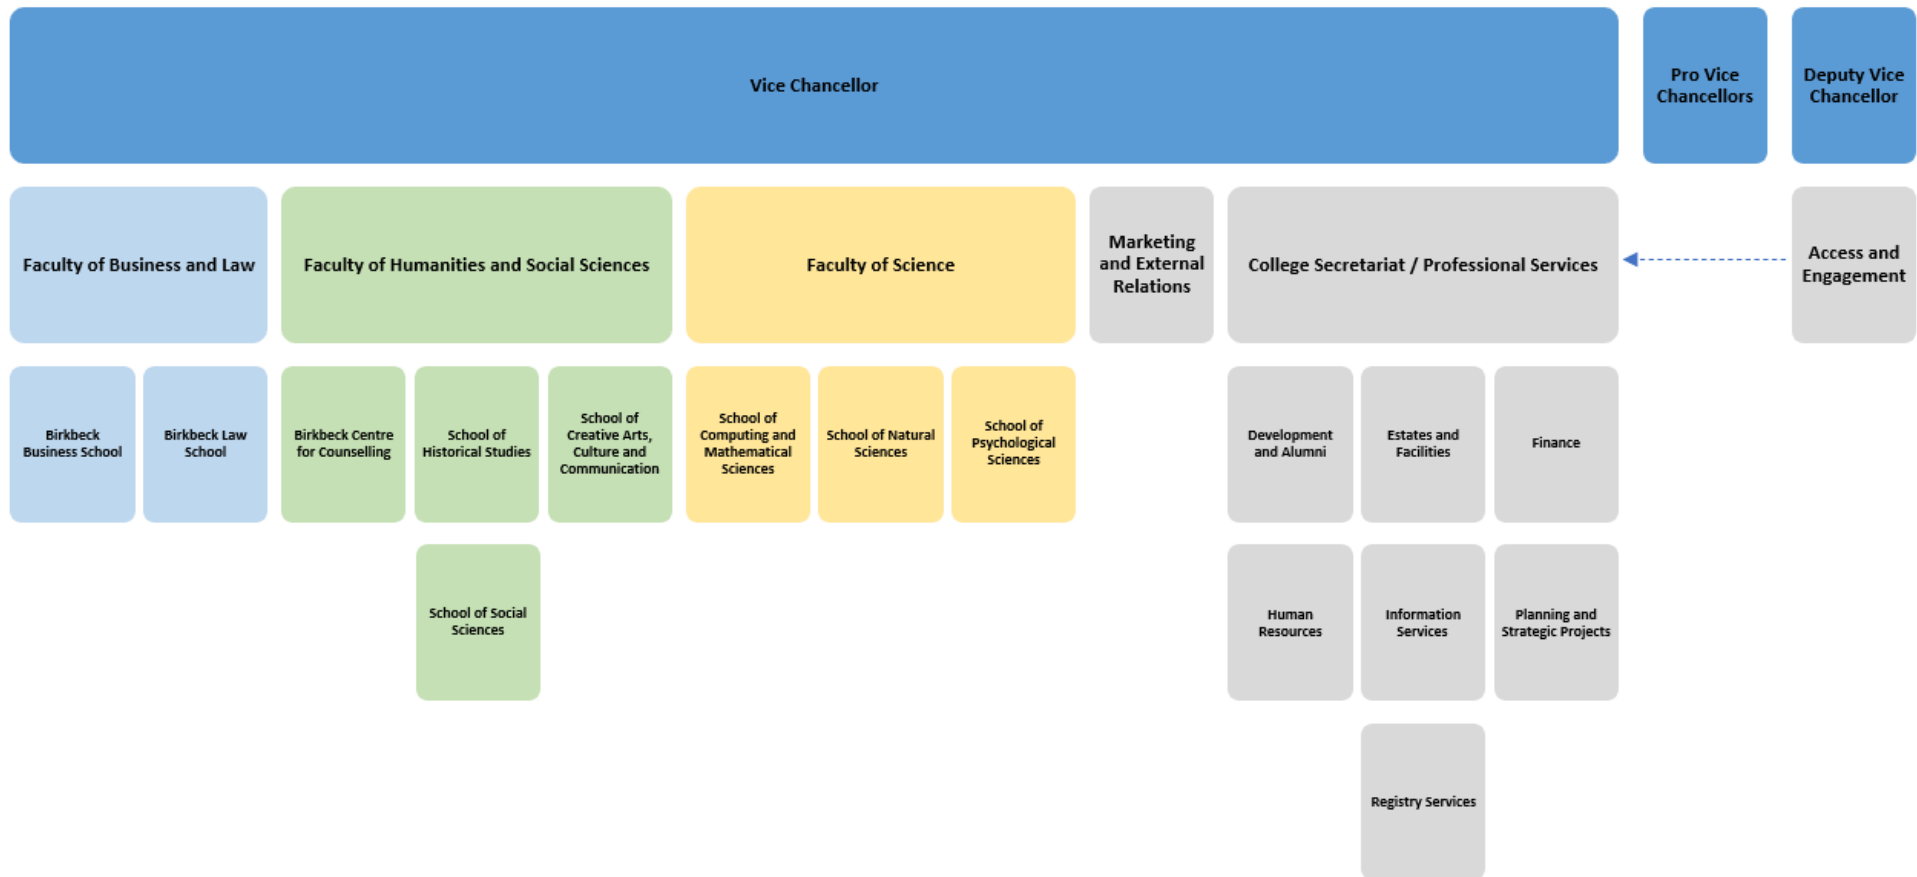 Vice Chancellor
Pro Vice
Chancellors
Deputy Vice
Chancellor
Faculty of Business and Law
Faculty of Humanities and Social Sciences
Faculty of Science
Marketing
and External
Relations
College Secretariat / Professional Services
Access and
Engagement
Birkbeck
Business School
Birkbeck Law
School
Birkbeck Centre
for Counselling
School of
Historical Studies
School of
Creative Arts,
Culture and
Communication
School of
Computing and
Mathematical
Sciences
School of Natural
Sciences
School of
Psychological
Sciences
Development
and Alumni
Estates and
Facilities
Finance
School of Social
Sciences
Human
Resources
Information
Services
Planning and
Strategic Projects
Registry Services